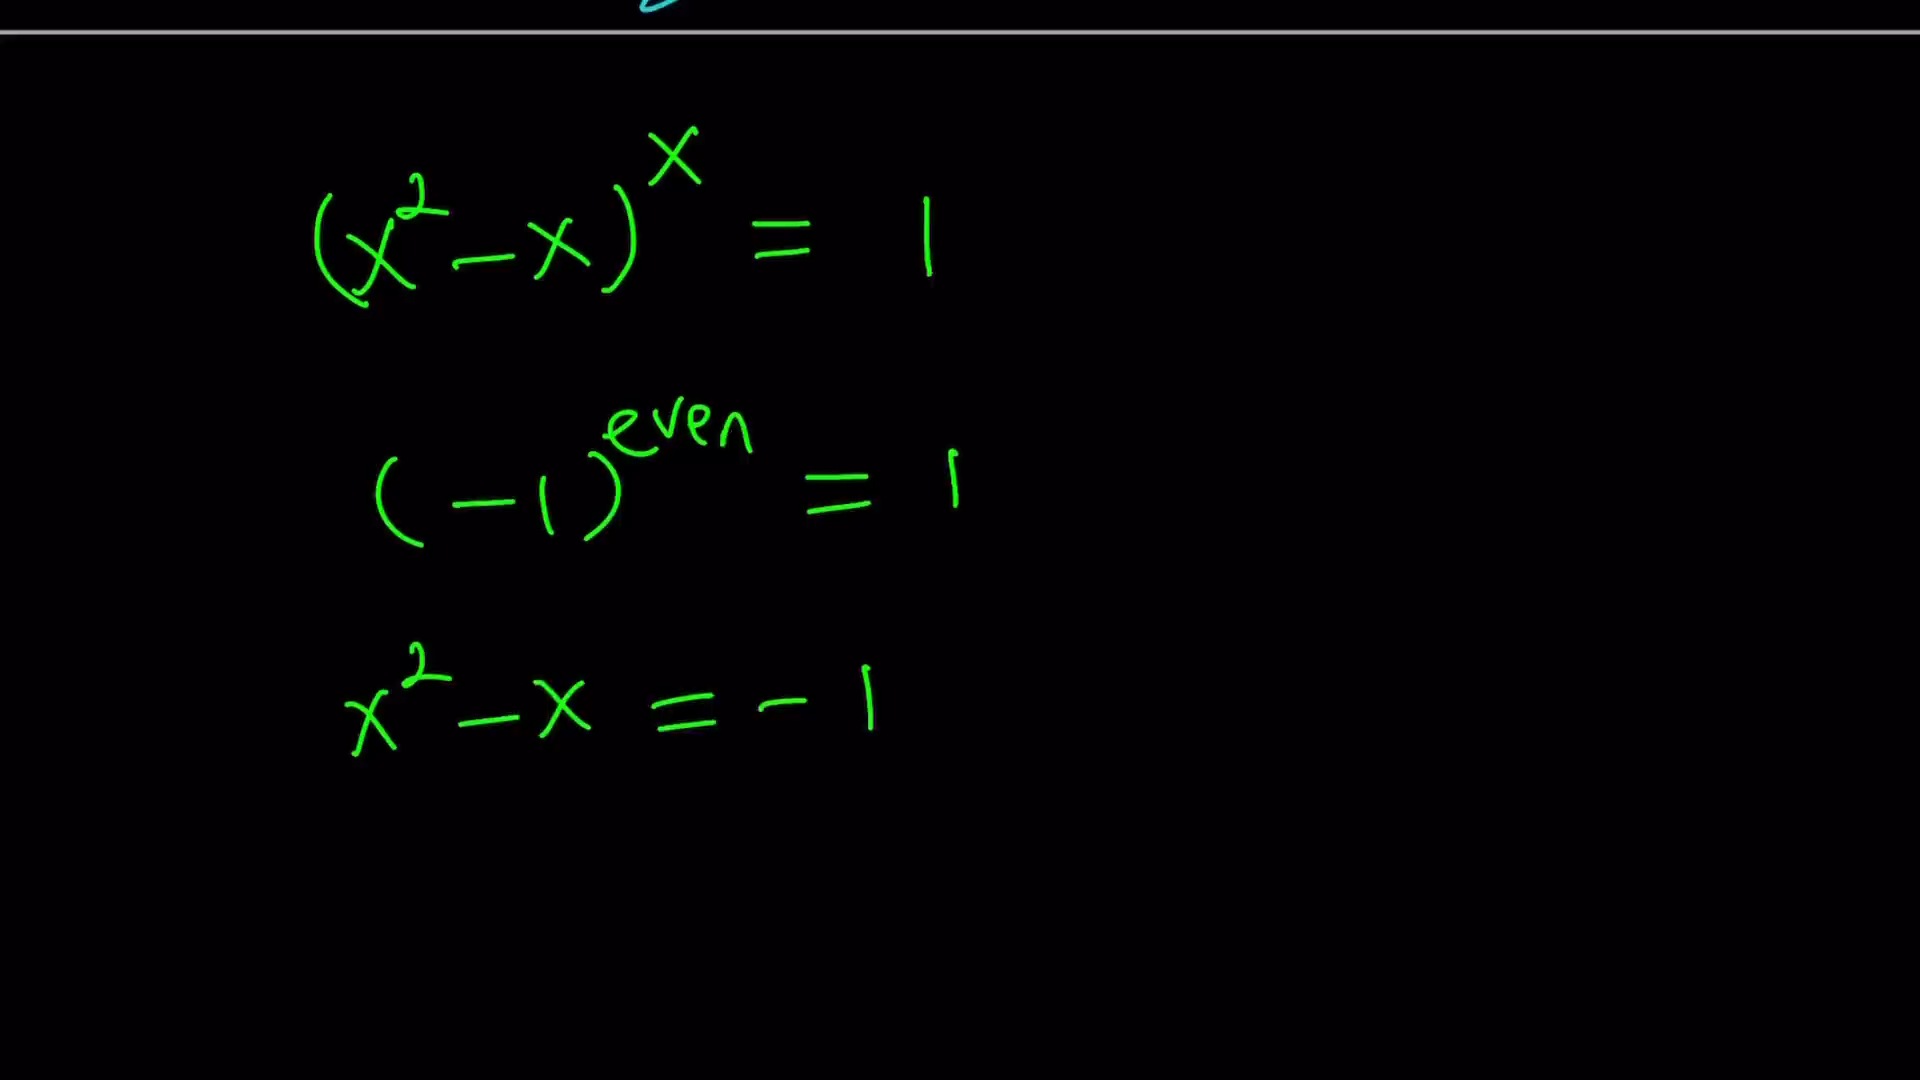 (x² - x)ˣ = 1
(-1)ᵉᵛᵉⁿ = 1
x² - x = -1